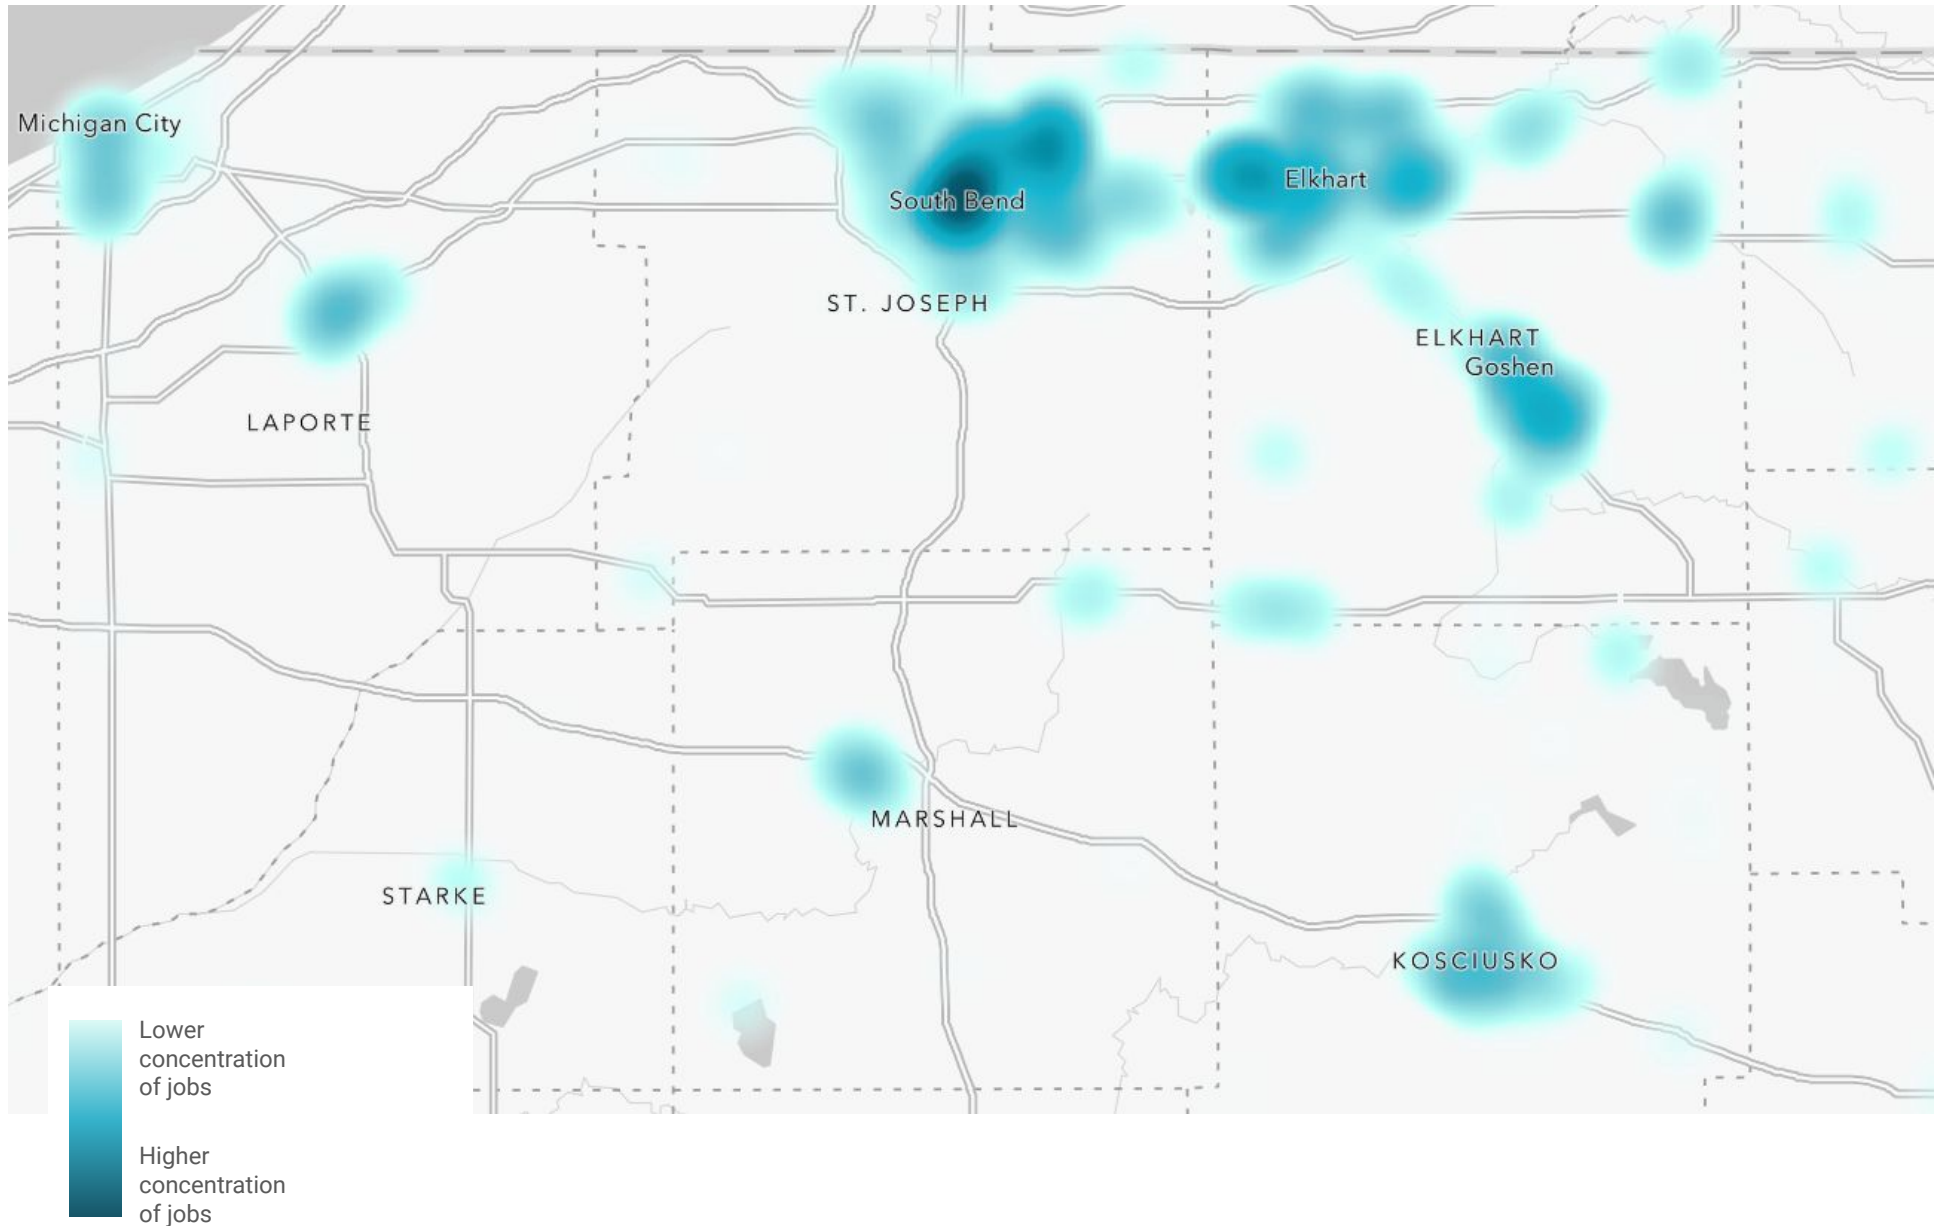 Michigan City
South Bend
Elkhart
ST. JOSEPH
ELKHART
Goshen
LAPORTE
MARSHALL
STARKE
KOSCIUSKO
Lower
concentration
of jobs
Higher
concentration
of jobs